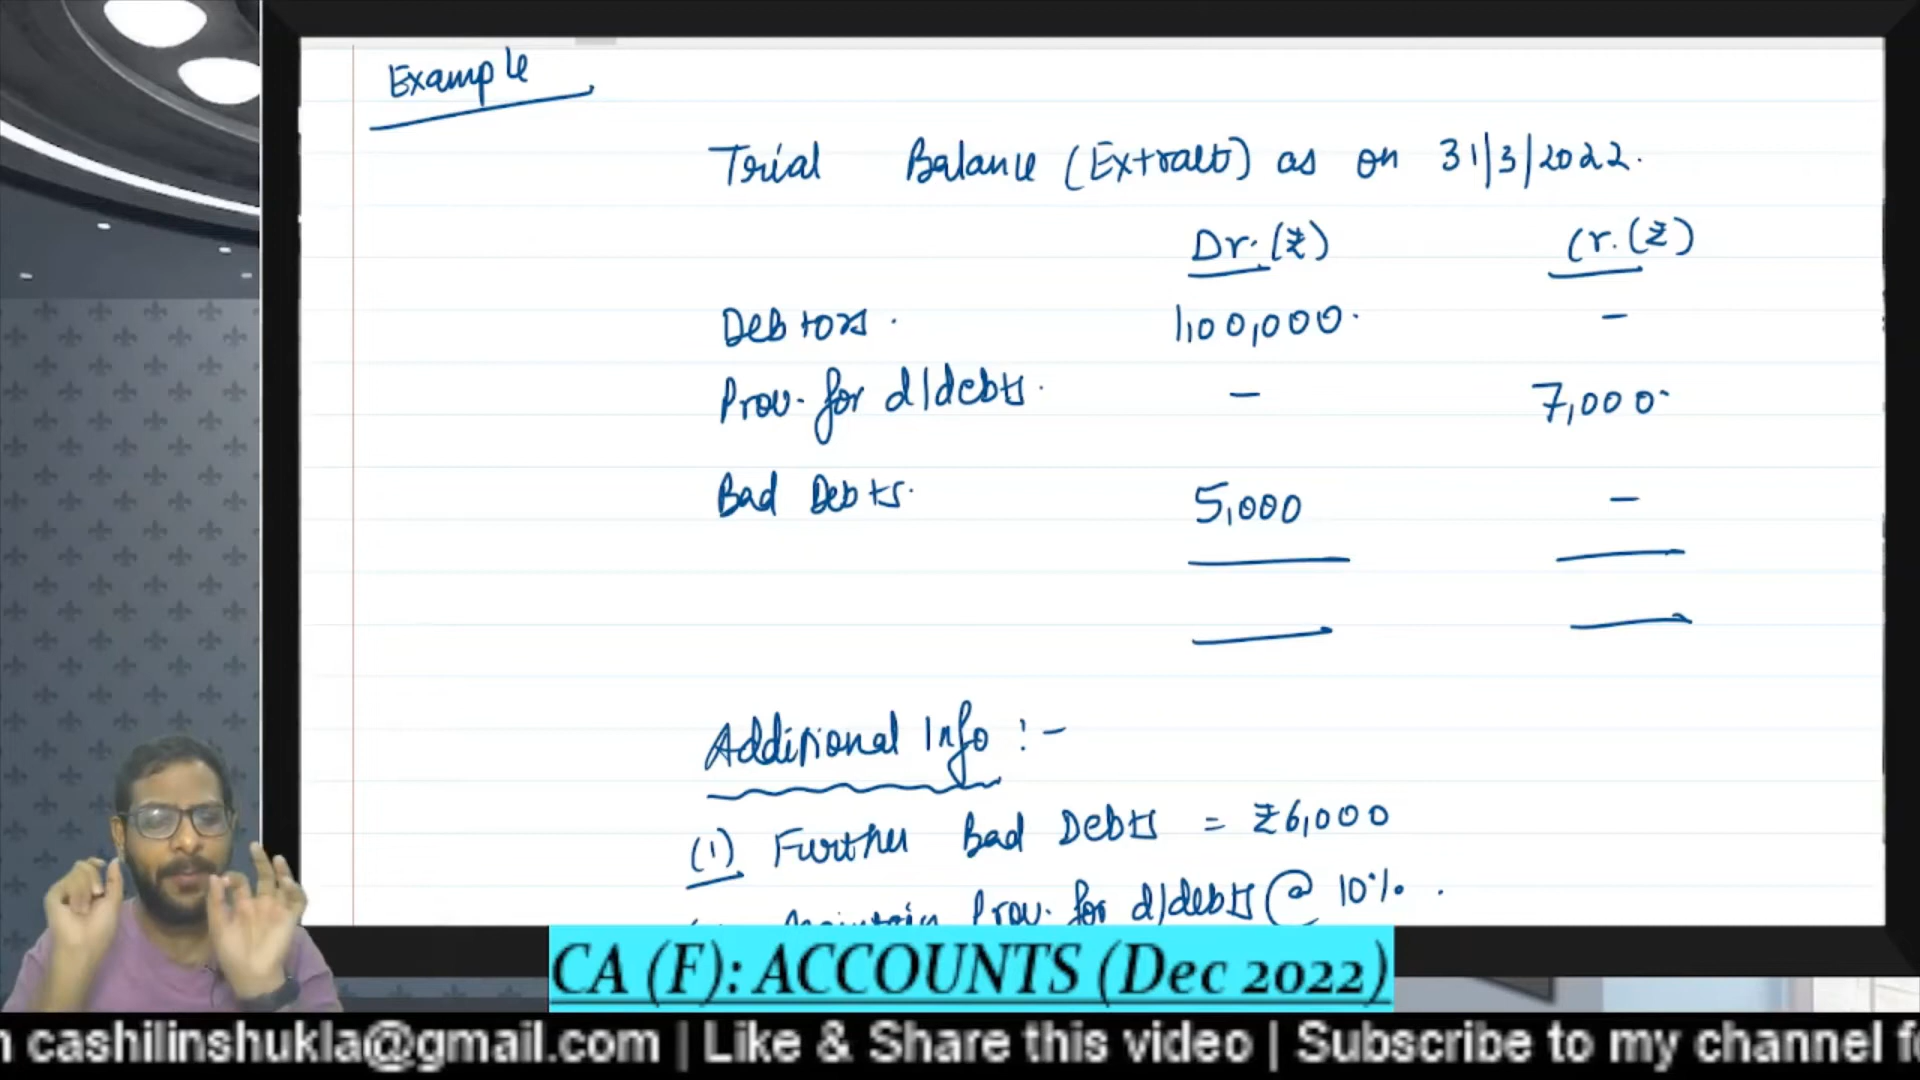 Example
Trial Balance (Extract) as on 31/3/2022.
Dr. (₹) Cr. (₹)
Debtors. 1,00,000. -
Prov. for d/debts. - 7,000.
Bad Debts. 5,000 -
Additional Info :-
(1) Further Bad Debts = ₹6,000
Maintain Prov. for d/debts @ 10%.
CA (F): ACCOUNTS (Dec 2022)
cashilinshukla@gmail.com | Like & Share this video | Subscribe to my channel